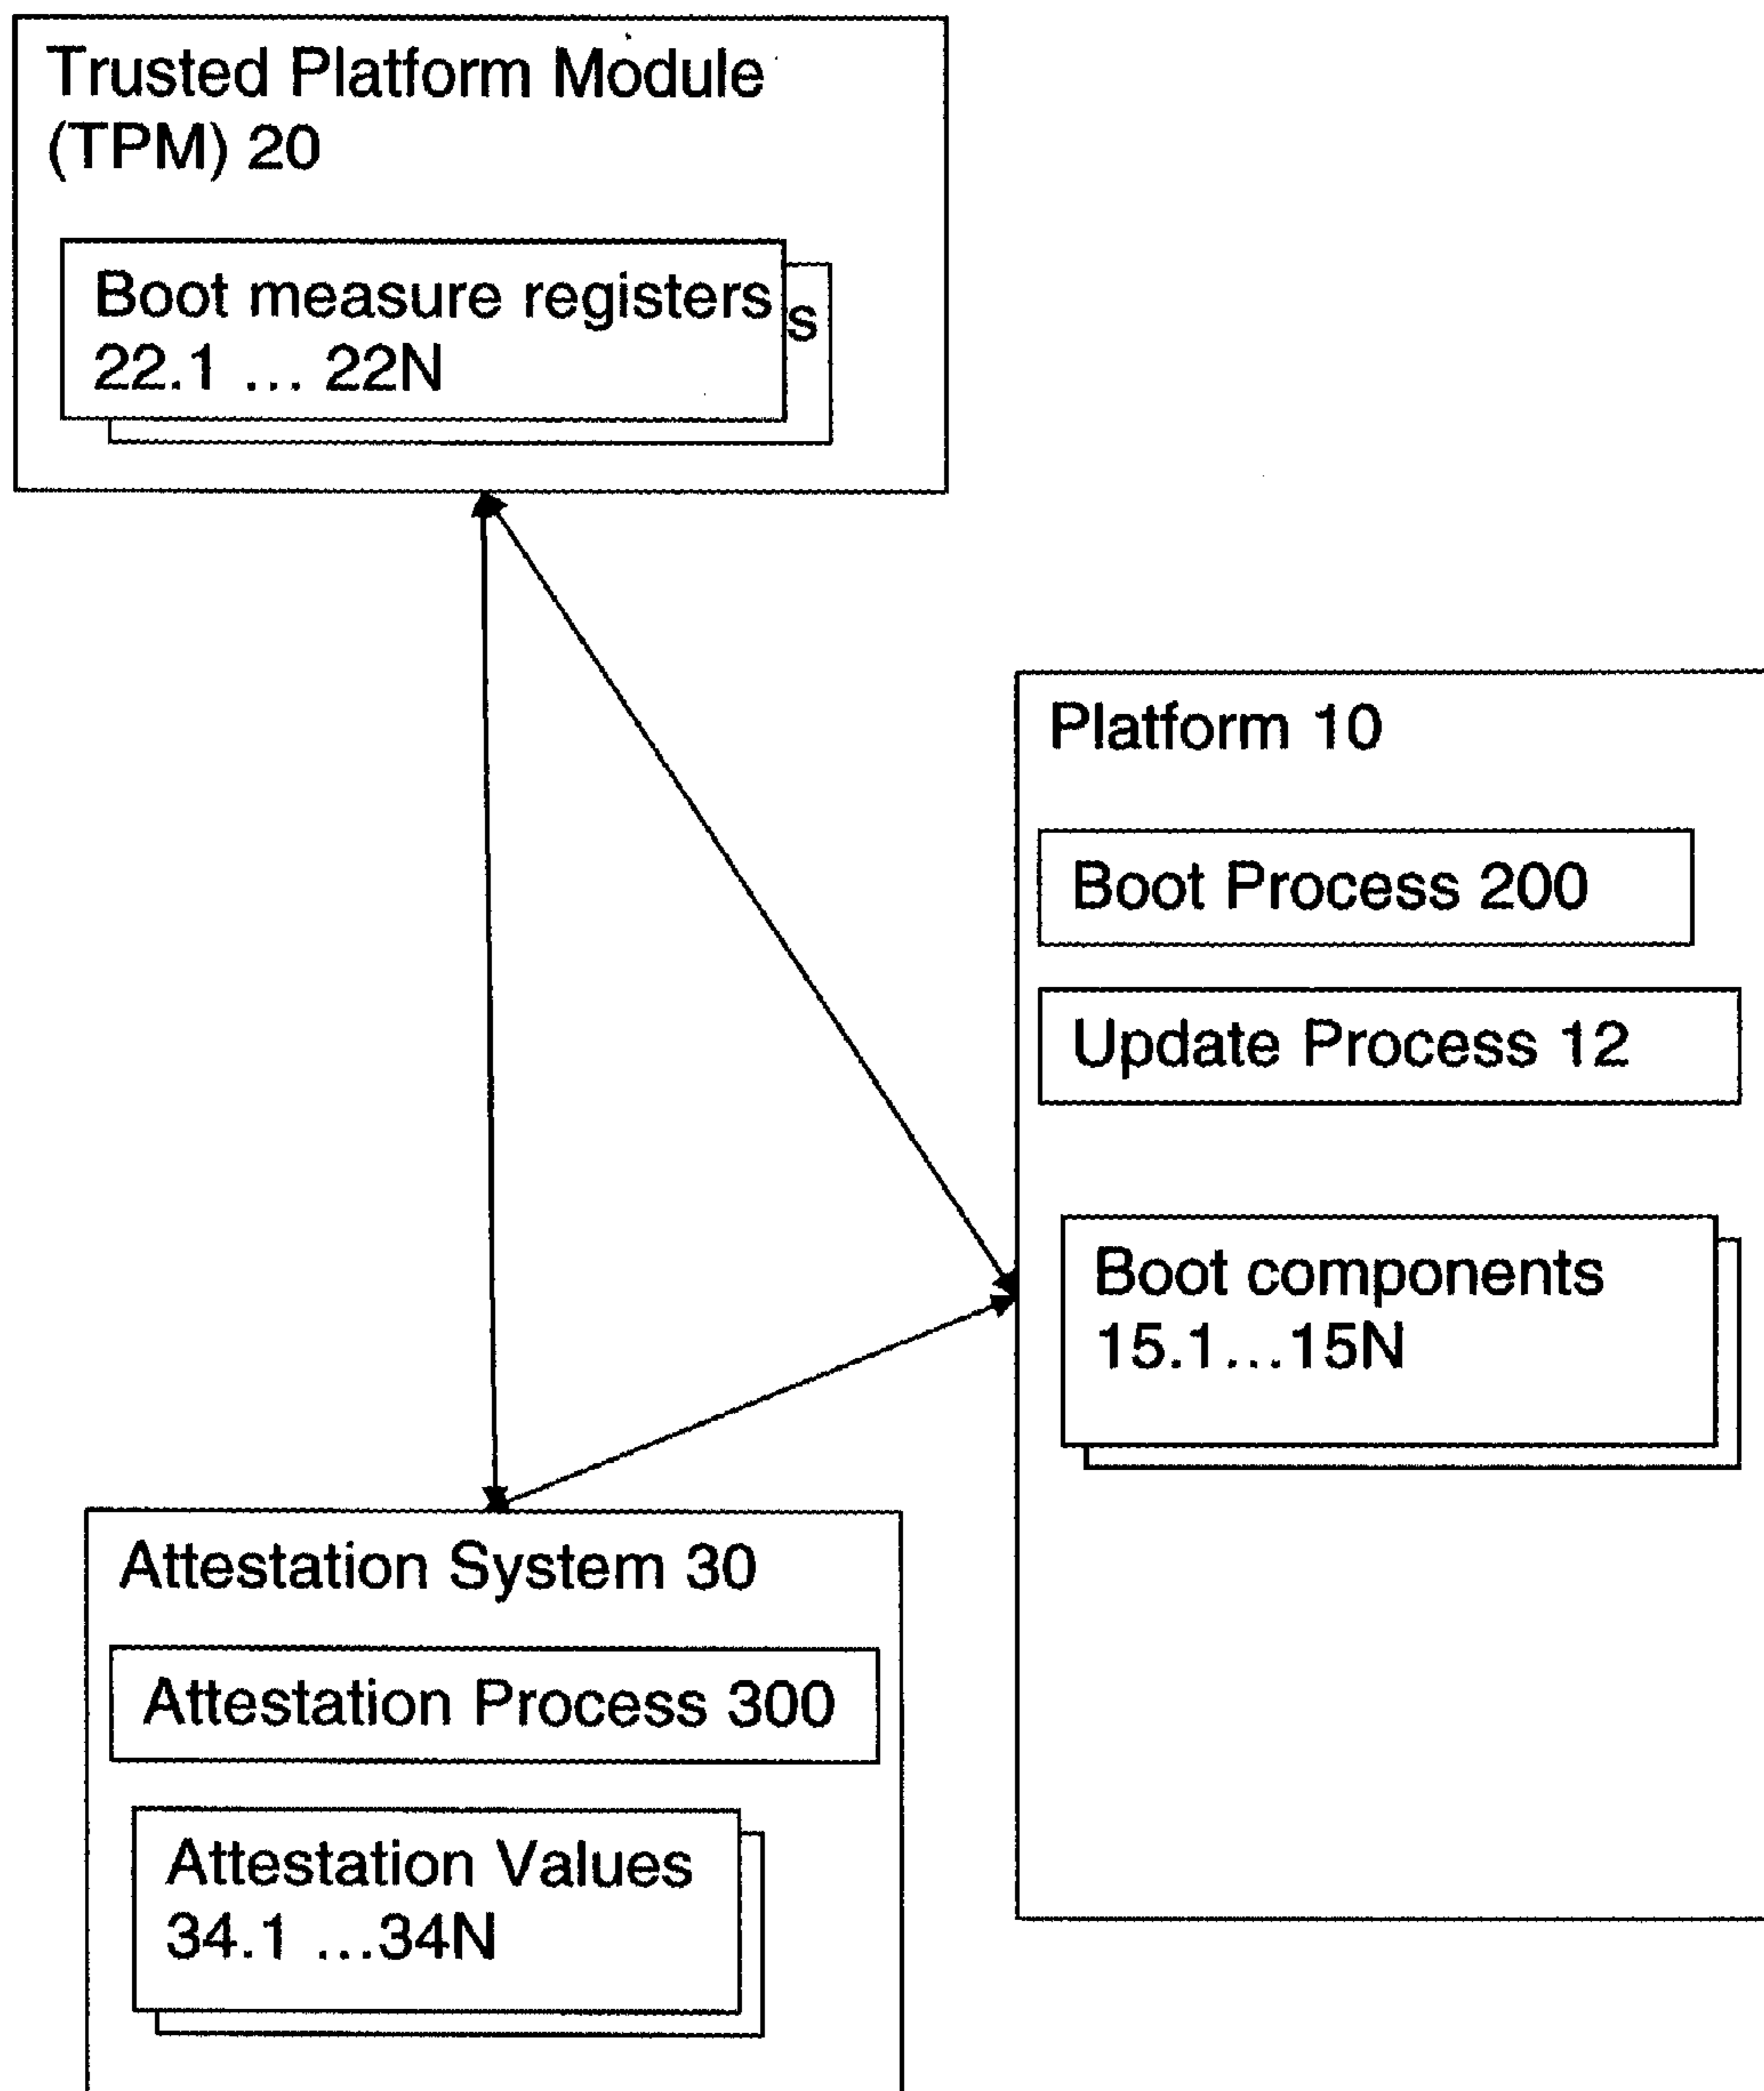 Trusted Platform Module
(TPM) 20
Boot measure registers
s
22.1 ... 22N
Platform 10
Boot Process 200
Update Process 12
Boot components
15.1...15N
Attestation System 30
Attestation Process 300
Attestation Values
34.1 ...34N